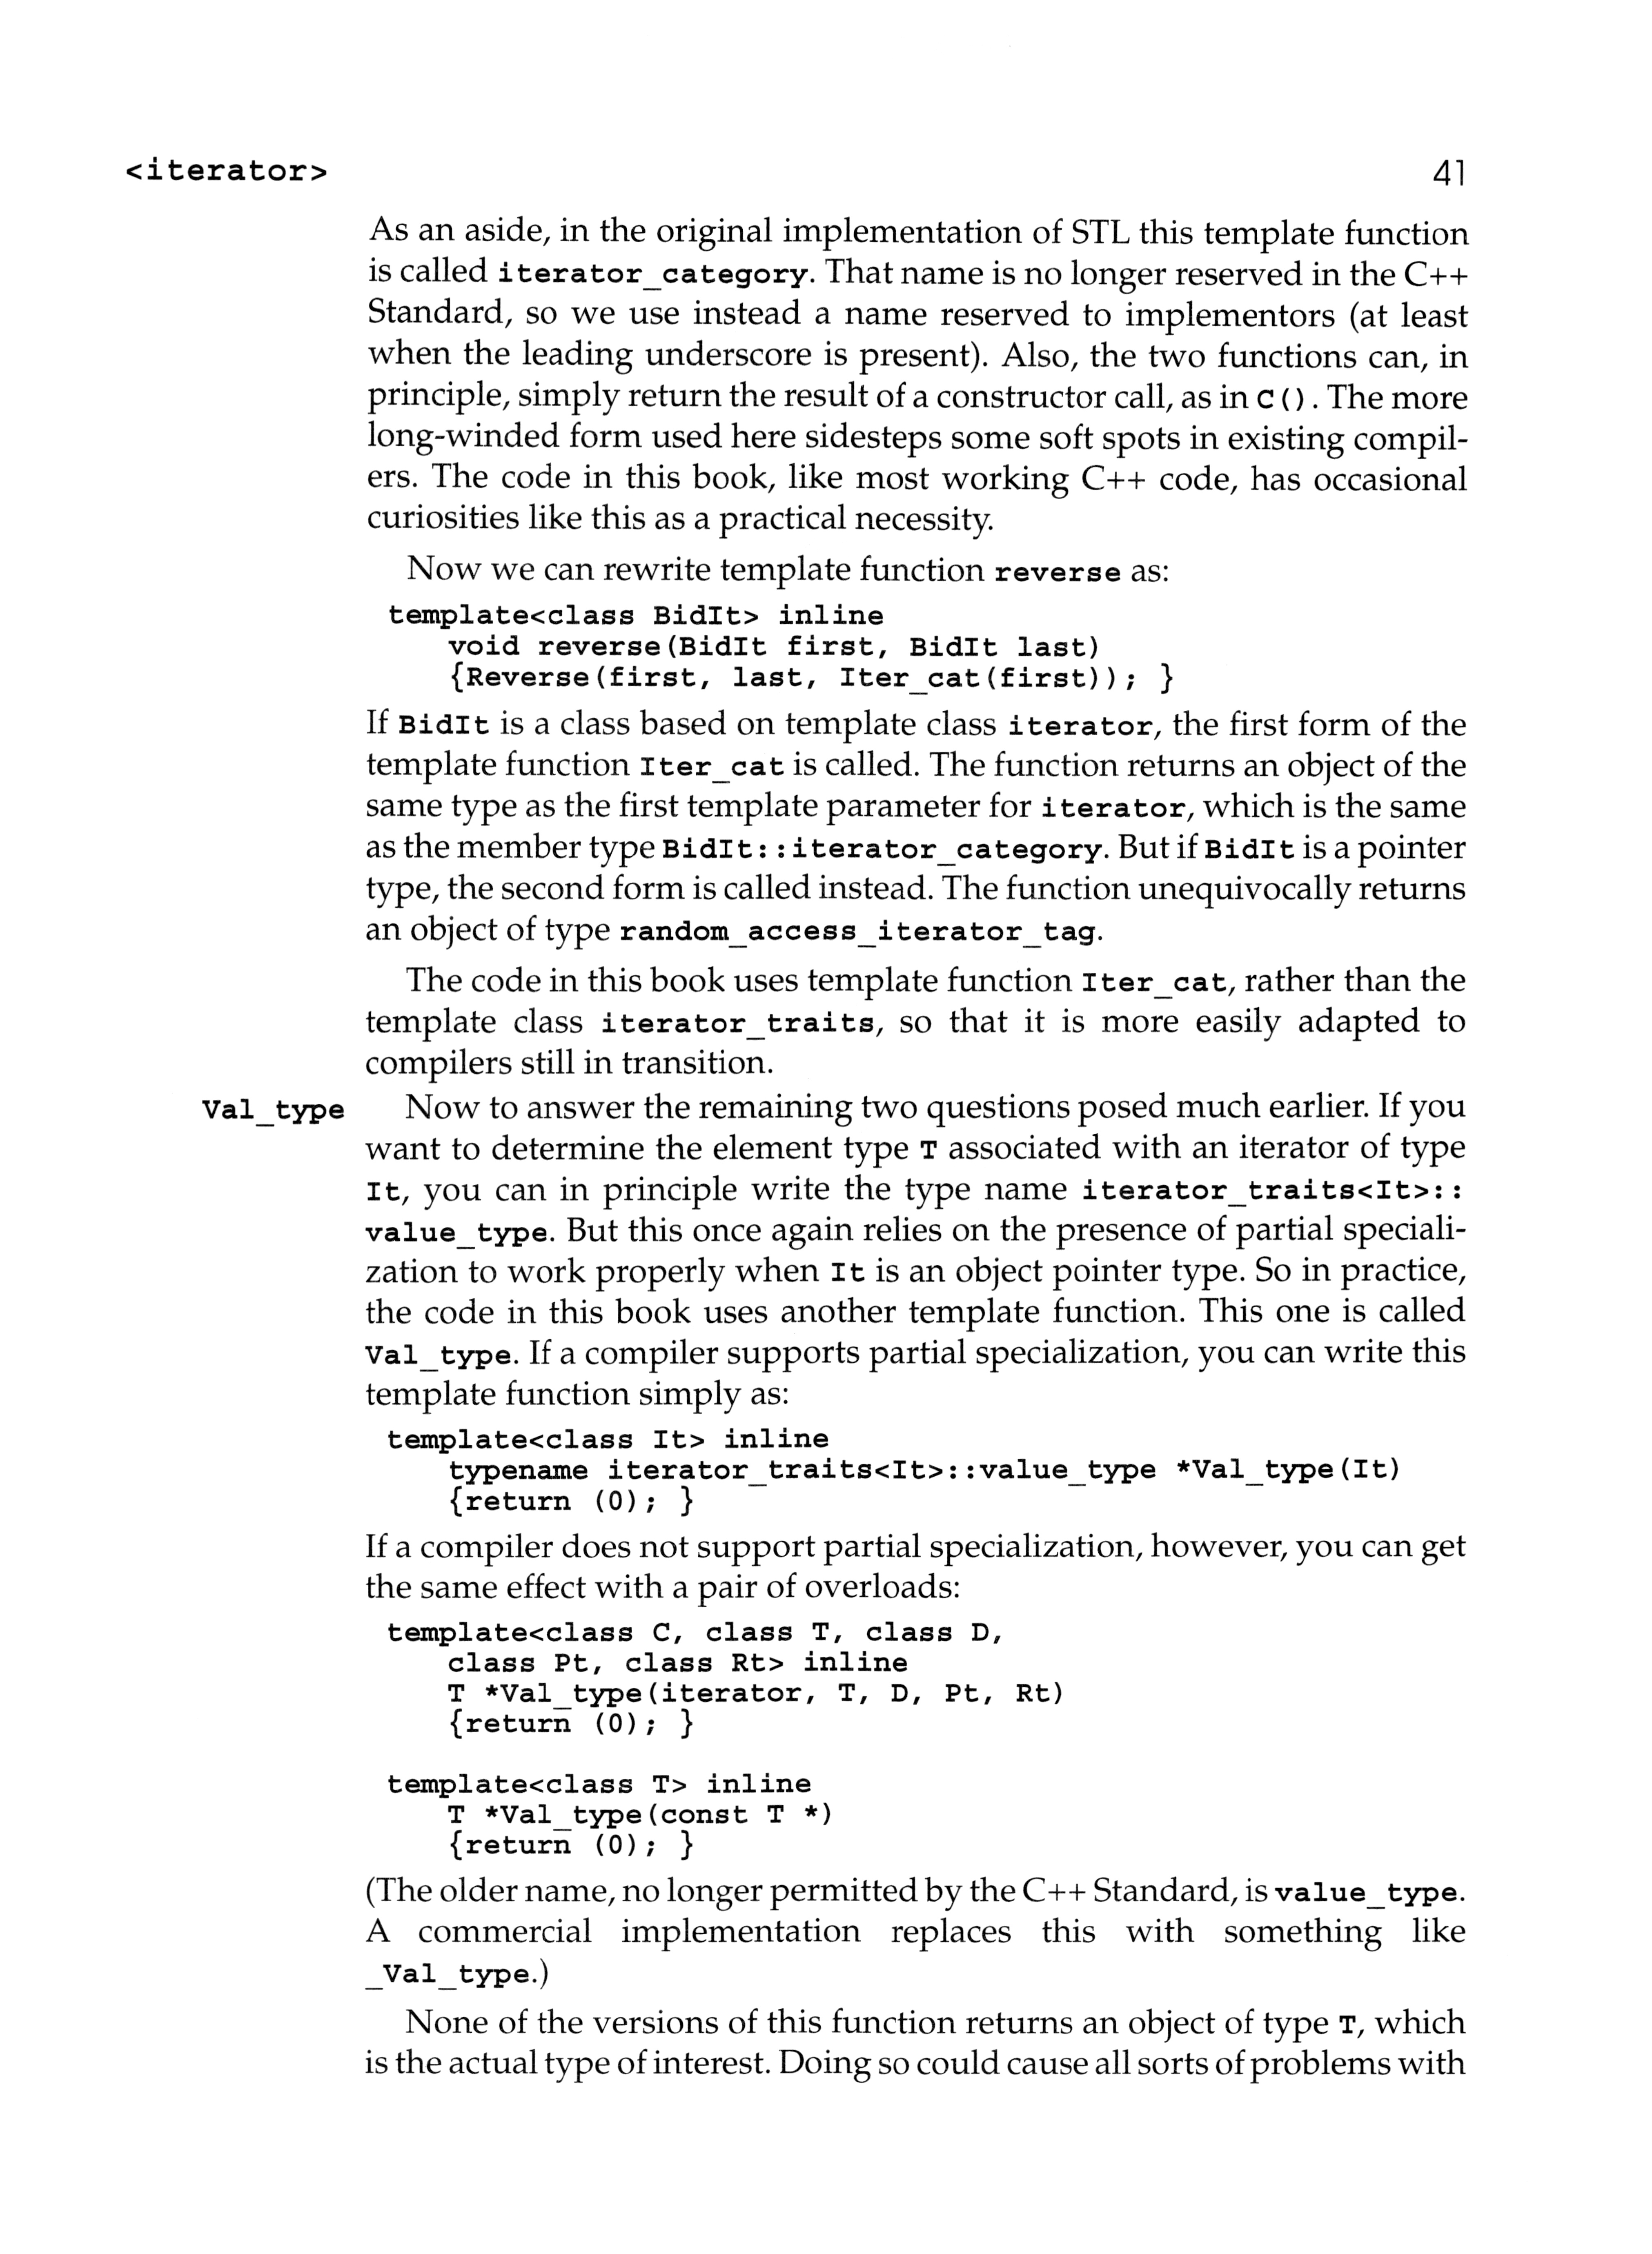 <iterator> 41
As an aside, in the original implementation of STL this template function
is called iterator_category. That name is no longer reserved in the C++
Standard, so we use instead a name reserved to implementors (at least
when the leading underscore is present). Also, the two functions can, in
principle, simply return the result of a constructor call, as in C(). The more
long-winded form used here sidesteps some soft spots in existing compil-
ers. The code in this book, like most working C++ code, has occasional
curiosities like this as a practical necessity.
Now we can rewrite template function reverse as:
template<class BidIt> inline
void reverse(BidIt first, BidIt last)
{Reverse(first, last, Iter_cat(first)); }
If BidIt is a class based on template class iterator, the first form of the
template function Iter_cat is called. The function returns an object of the
same type as the first template parameter for iterator, which is the same
as the member type BidIt::iterator_category. But if BidIt is a pointer
type, the second form is called instead. The function unequivocally returns
an object of type random_access_iterator_tag.
The code in this book uses template function Iter_cat, rather than the
template class iterator_traits, so that it is more easily adapted to
compilers still in transition.
Val_type Now to answer the remaining two questions posed much earlier. If you
want to determine the element type T associated with an iterator of type
It, you can in principle write the type name iterator_traits<It>::
value_type. But this once again relies on the presence of partial speciali-
zation to work properly when It is an object pointer type. So in practice,
the code in this book uses another template function. This one is called
Val_type. If a compiler supports partial specialization, you can write this
template function simply as:
template<class It> inline
typename iterator_traits<It>::value_type *Val_type(It)
{return (0); }
If a compiler does not support partial specialization, however, you can get
the same effect with a pair of overloads:
template<class C, class T, class D,
class Pt, class Rt> inline
T *Val_type(iterator, T, D, Pt, Rt)
{return (0); }
template<class T> inline
T *Val_type(const T *)
{return (0); }
(The older name, no longer permitted by the C++ Standard, is value_type.
A commercial implementation replaces this with something like
_Val_type.)
None of the versions of this function returns an object of type T, which
is the actual type of interest. Doing so could cause all sorts of problems with